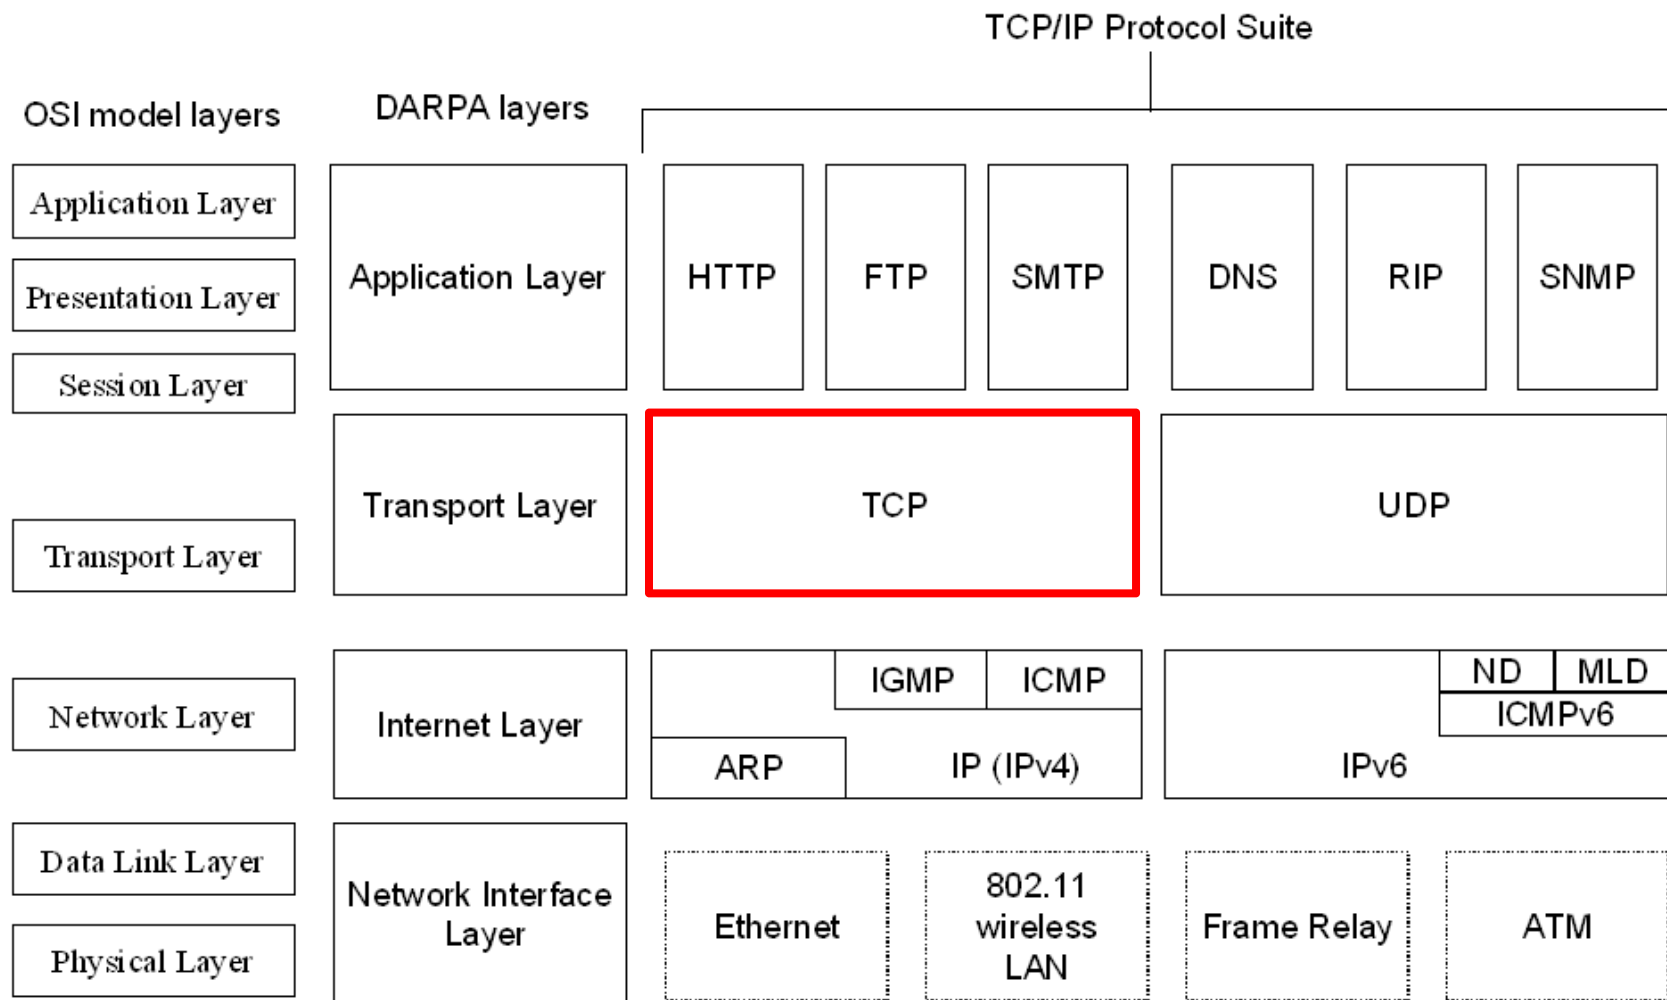 TCP/IP Protocol Suite
OSI model layers
DARPA layers
Application Layer
Presentation Layer
Session Layer
Transport Layer
Network Layer
Data Link Layer
Physical Layer
Application Layer
HTTP
FTP
SMTP
DNS
RIP
SNMP
Transport Layer
TCP
UDP
Internet Layer
IGMP
ICMP
ARP
IP (IPv4)
ND
MLD
ICMPv6
IPv6
Network Interface
Layer
Ethernet
802.11
wireless
LAN
Frame Relay
ATM